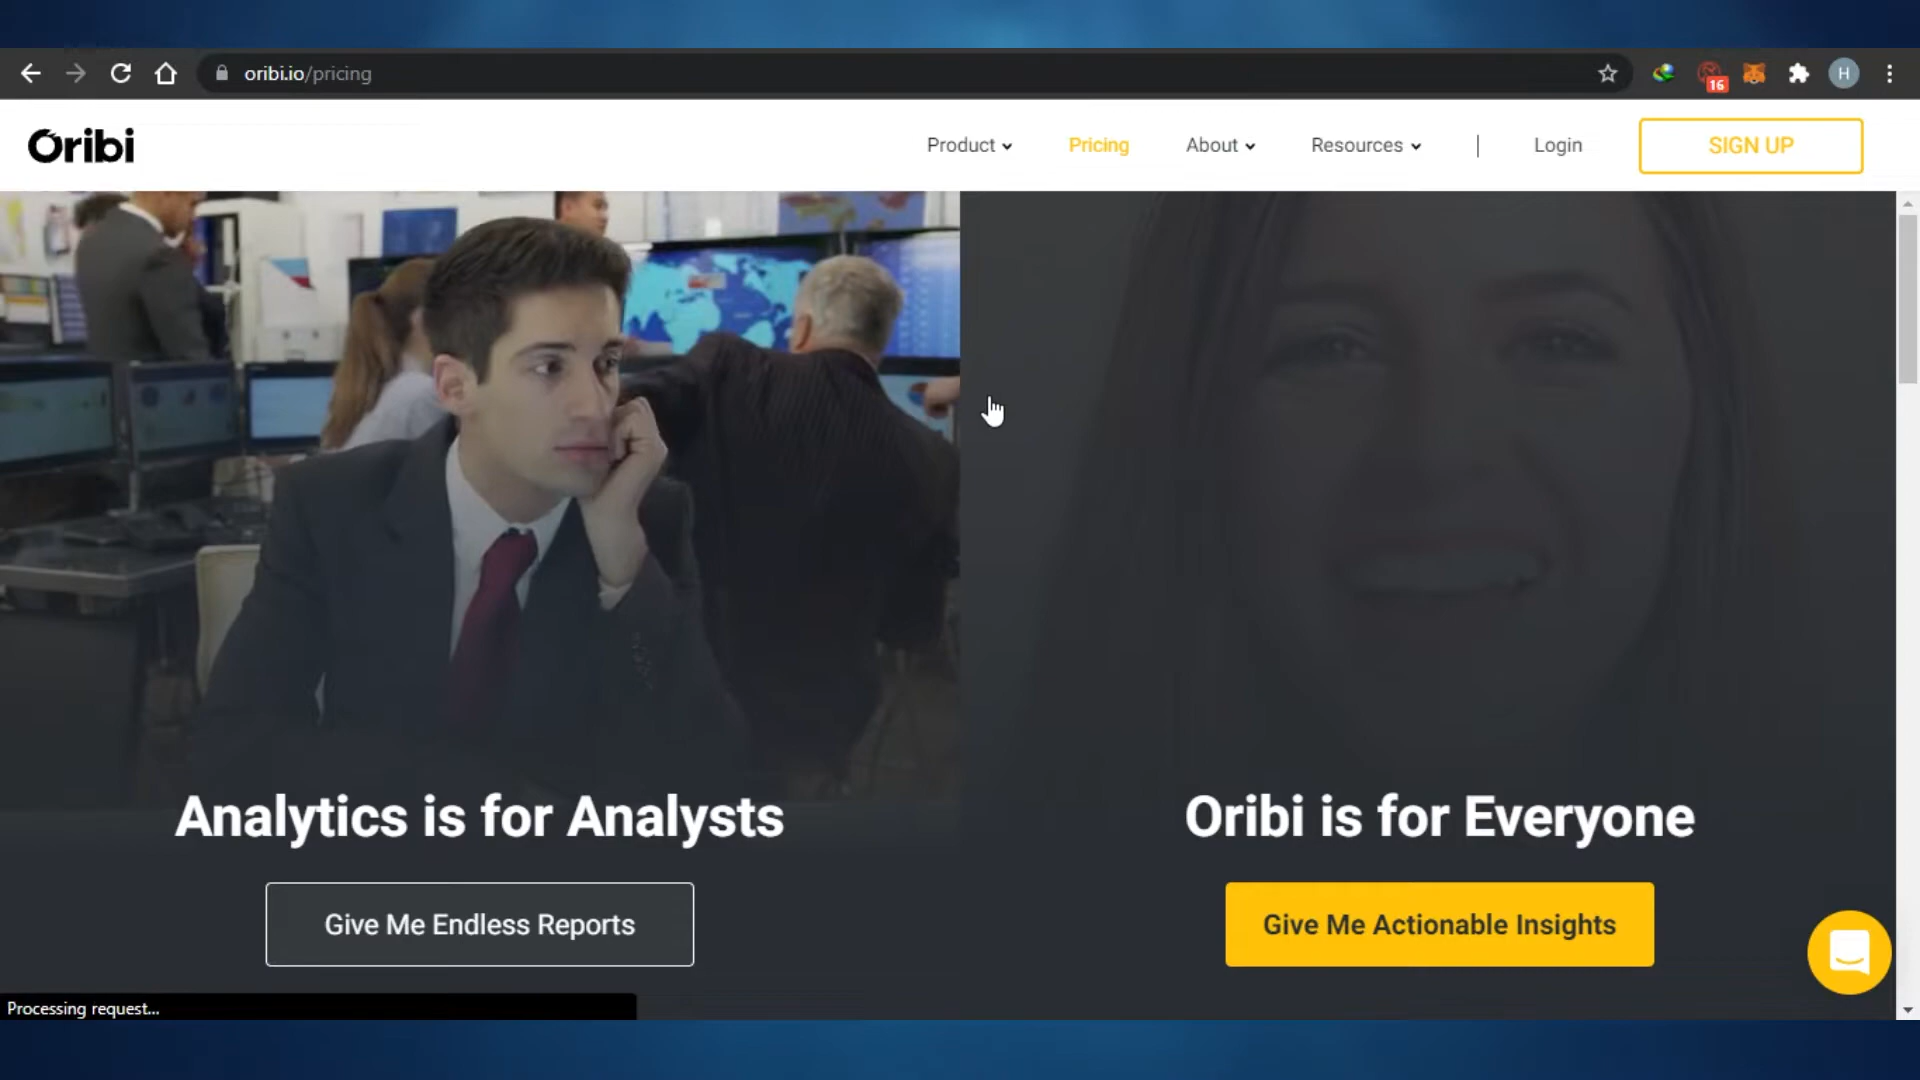 oribi.io/pricing
16
H
Oribi
Product
Pricing
About
Resources
|
Login
SIGN UP
Analytics is for Analysts
Oribi is for Everyone
Give Me Endless Reports
Give Me Actionable Insights
Processing request...